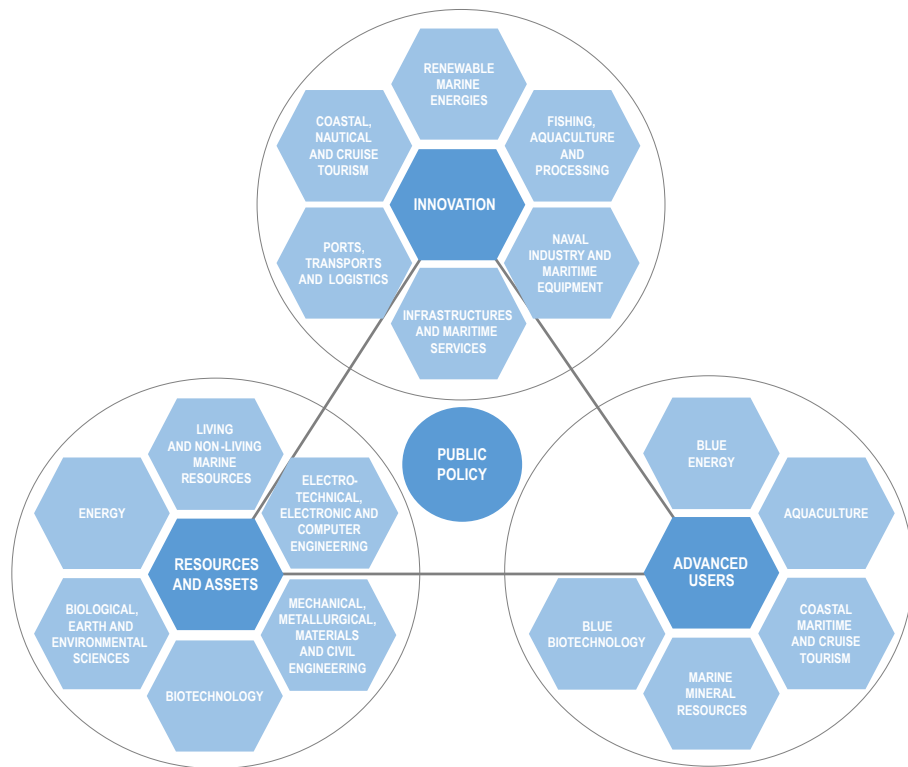 RENEWABLE
MARINE
ENERGIES
COASTAL,
NAUTICAL
AND CRUISE
TOURISM
FISHING,
AQUACULTURE
AND
PROCESSING
INNOVATION
PORTS,
TRANSPORTS
AND LOGISTICS
NAVAL
INDUSTRY AND
MARITIME
EQUIPMENT
INFRASTRUCTURES
AND MARITIME
SERVICES
PUBLIC
POLICY
LIVING
AND NON-LIVING
MARINE
RESOURCES
ENERGY
ELECTRO-
TECHNICAL,
ELECTRONIC AND
COMPUTER
ENGINEERING
RESOURCES
AND ASSETS
BIOLOGICAL,
EARTH AND
ENVIRONMENTAL
SCIENCES
MECHANICAL,
METALLURGICAL,
MATERIALS
AND CIVIL
ENGINEERING
BIOTECHNOLOGY
BLUE
ENERGY
AQUACULTURE
ADVANCED
USERS
BLUE
BIOTECHNOLOGY
COASTAL
MARITIME
AND CRUISE
TOURISM
MARINE
MINERAL
RESOURCES